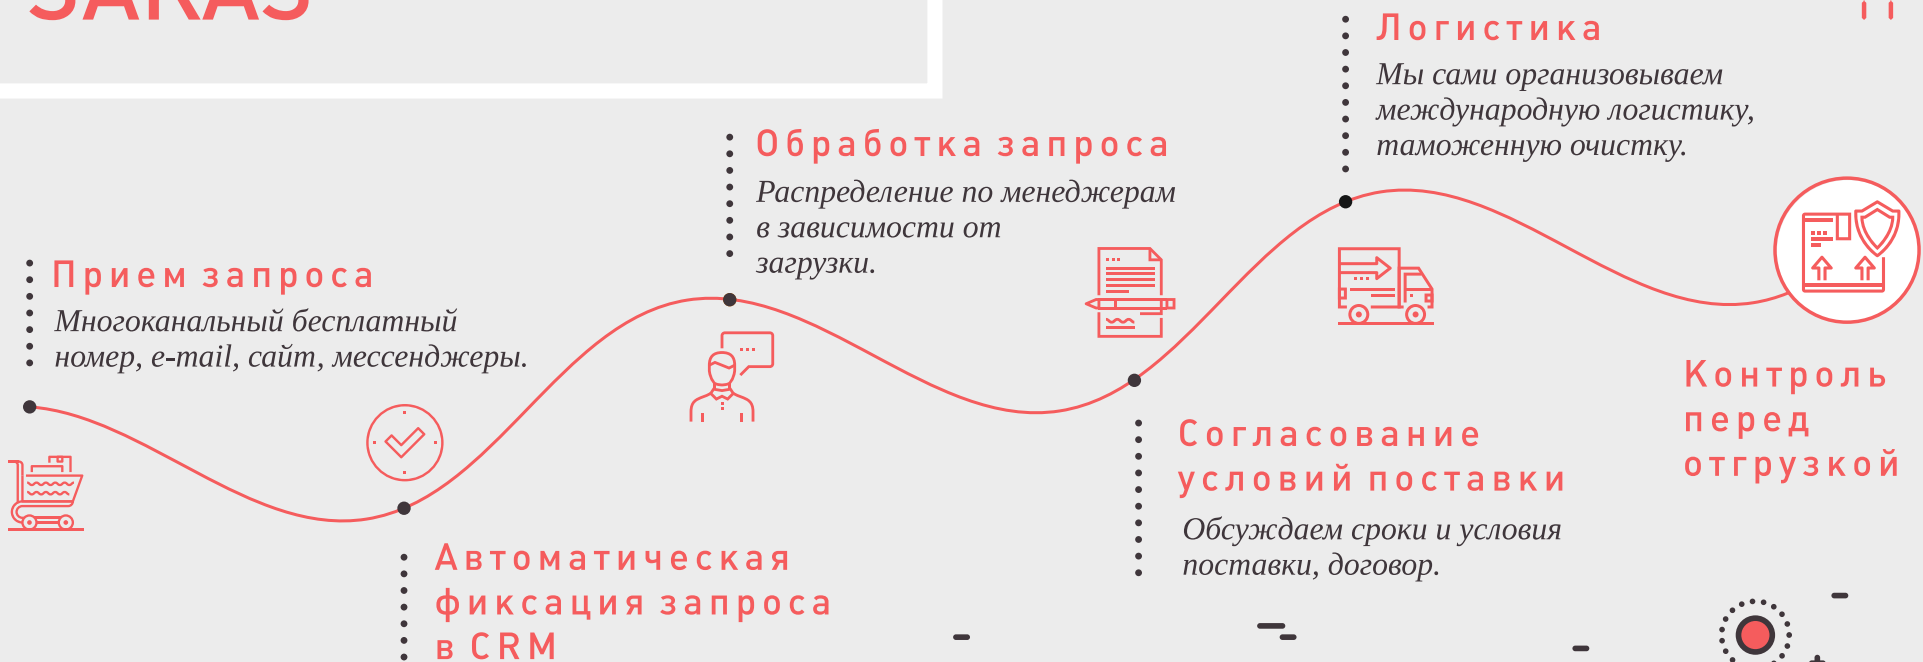 ЗАКАЗ
Прием запроса
Многоканальный бесплатный
номер, e-mail, сайт, мессенджеры.
Автоматическая
фиксация запроса
в CRM
Обработка запроса
Распределение по менеджерам
в зависимости от
загрузки.
Согласование
условий поставки
Обсуждаем сроки и условия
поставки, договор.
Логистика
Мы сами организовываем
международную логистику,
таможенную очистку.
Контроль
перед
отгрузкой